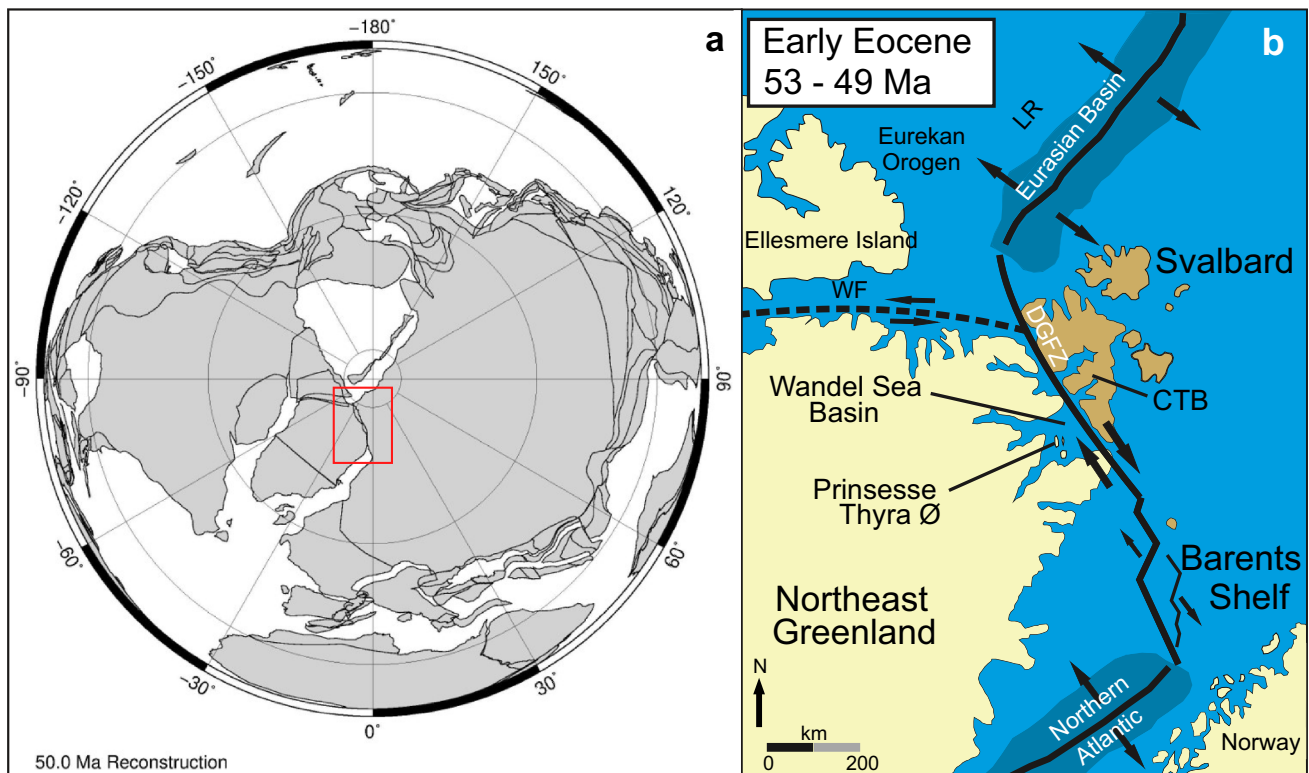 a
-180°
-150°
150°
-120°
120°
-90°
90°
-60°
60°
-30°
30°
0°
50.0 Ma Reconstruction
b
Early Eocene
53 - 49 Ma
LR
Eurasian Basin
Eurekan
Orogen
Ellesmere Island
Svalbard
WF
DGFZ
CTB
Wandel Sea
Basin
Prinsesse
Thyra Ø
Barents
Shelf
Northeast
Greenland
N
Northern
Atlantic
km
0
200
Norway